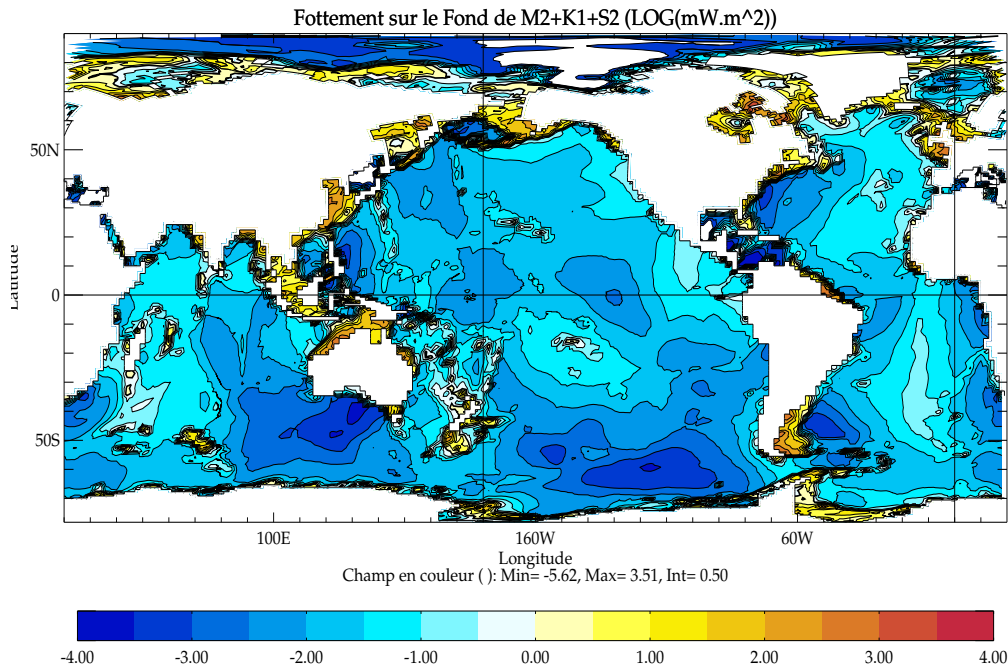 Fottement sur le Fond de M2+K1+S2 (LOG(mW.m^2))
50N
0
50S
Latitude
100E 160W 60W
Longitude
Champ en couleur ( ): Min= -5.62, Max= 3.51, Int= 0.50
-4.00 -3.00 -2.00 -1.00 0.00 1.00 2.00 3.00 4.00